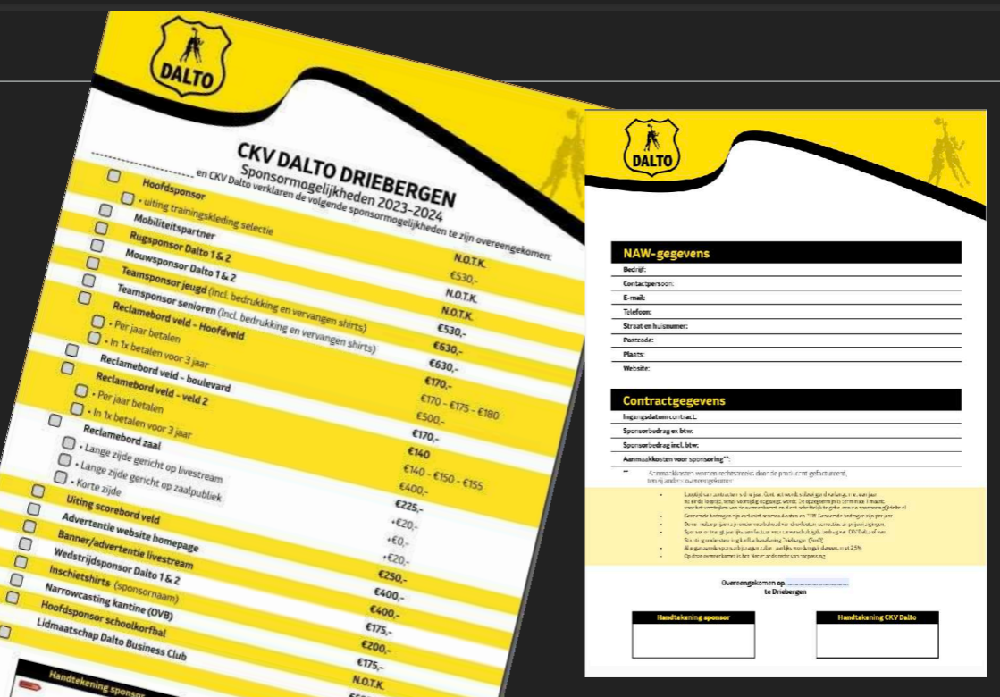 DALTO
CKV DALTO DRIEBERGEN
Sponsormogelijkheden 2023-2024
en CKV Dalto verklaren de volgende sponsormogelijkheden te zijn overeengekomen:
Hoofdsponsor N.O.T.K.
• uiting trainingskleding selectie €530,-
Mobiliteitspartner N.O.T.K.
Rugsponsor Dalto 1 & 2 N.O.T.K.
Mouwsponsor Dalto 1 & 2 €530,-
Teamsponsor jeugd (Incl. bedrukking en vervangen shirts) €630,-
Teamsponsor senioren (Incl. bedrukking en vervangen shirts) €630,-
Reclamebord veld - Hoofdveld €170,-
• Per jaar betalen €170 - €175 - €180
• In 1x betalen voor 3 jaar €500,-
Reclamebord veld - boulevard €170,-
Reclamebord veld - veld 2 €140
• Per jaar betalen €140 - €150 - €155
• In 1x betalen voor 3 jaar €400,-
Reclamebord zaal €225,-
• Lange zijde gericht op livestream +€20,-
• Lange zijde gericht op zaalpubliek +€0,-
• Korte zijde +€20,-
Uiting scorebord veld €250,-
Advertentie website homepage €400,-
Banner/advertentie livestream €400,-
Wedstrijdsponsor Dalto 1 & 2 €175,-
Inschietshirts (sponsornaam) €200,-
Narrowcasting kantine (OVB) €175,-
Hoofdsponsor schoolkorfbal N.O.T.K.
Lidmaatschap Dalto Business Club
Handtekening sponsor
DALTO
NAW-gegevens
Bedrijf:
Contactpersoon:
E-mail:
Telefoon:
Straat en huisnumer:
Postcode:
Plaats:
Website:
Contractgegevens
Ingangsdatum contract:
Sponsorbedrag ex btw:
Sponsorbedrag incl. btw:
Aanmaakkosten voor sponsoring**:
** Aanmaakkosten worden rechtstreeks door de producent gefactureerd,
tenzij anders overeengekomen
Overeengekomen op
te Driebergen
Handtekening sponsor
Handtekening CKV Dalto